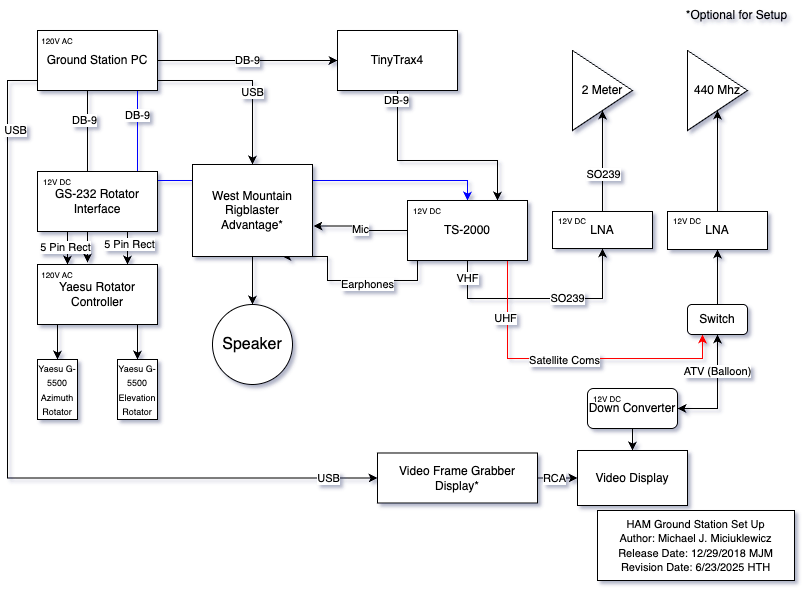 *Optional for Setup
120V AC
Ground Station PC
DB-9
TinyTrax4
2 Meter
440 Mhz
USB
DB-9
USB
DB-9
DB-9
SO239
12V DC
GS-232 Rotator
Interface
West Mountain
Rigblaster
Advantage*
12V DC
TS-2000
12V DC
LNA
12V DC
LNA
Mic
5 Pin Rect
5 Pin Rect
120V AC
Yaesu Rotator
Controller
Earphones
VHF
SO239
UHF
Switch
Speaker
Satellite Coms
ATV (Balloon)
Yaesu G-
5500
Azimuth
Rotator
Yaesu G-
5500
Elevation
Rotator
12V DC
Down Converter
USB
Video Frame Grabber
Display*
RCA
Video Display
HAM Ground Station Set Up
Author: Michael J. Miciuklewicz
Release Date: 12/29/2018 MJM
Revision Date: 6/23/2025 HTH